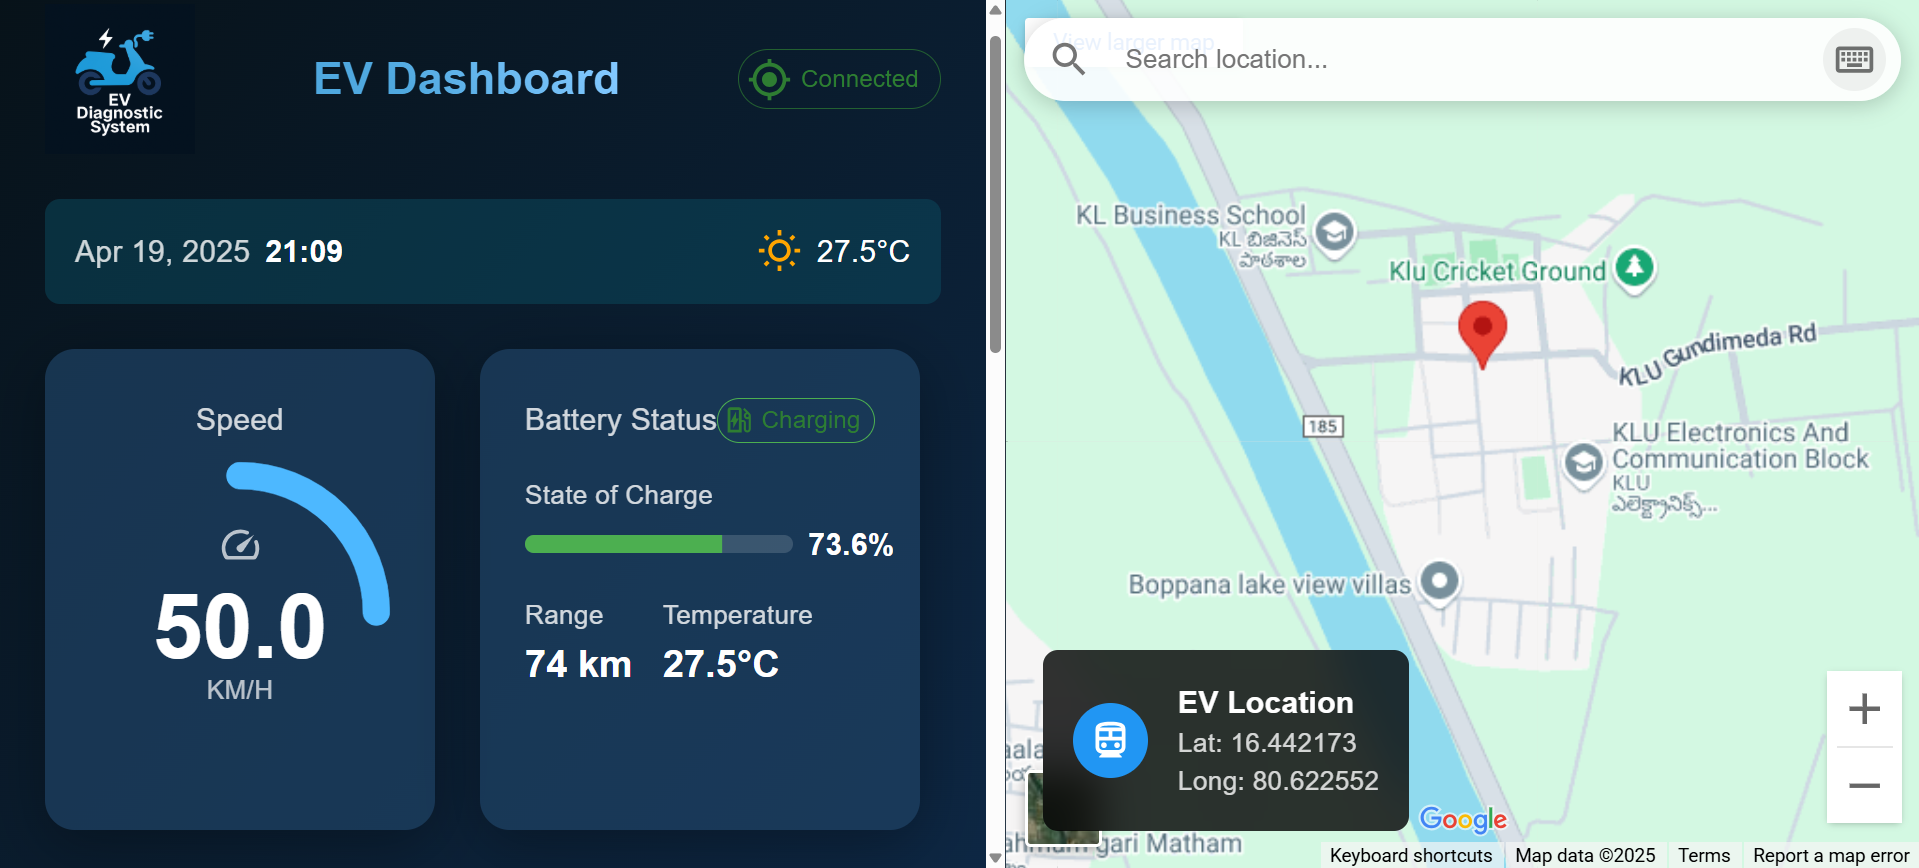 EV
Diagnostic
System
EV Dashboard
Connected
Apr 19, 2025 21:09
27.5°C
Speed
50.0
KM/H
Battery Status
Charging
State of Charge
73.6%
Range
Temperature
74 km
27.5°C
View larger map
Search location...
KL Business School
KL బిజినెస్
పాఠశాల
Klu Cricket Ground
KLU Gundimeda Rd
185
KLU Electronics And
Communication Block
KLU
ఎలక్ట్రానిక్స్...
Boppana lake view villas
EV Location
Lat: 16.442173
Long: 80.622552
gari Matham
Google
Keyboard shortcuts
Map data ©2025
Terms
Report a map error